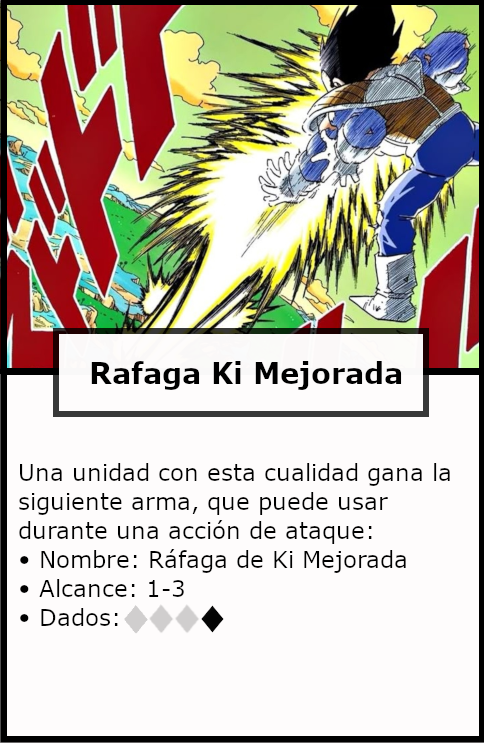 Rafaga Ki Mejorada
Una unidad con esta cualidad gana la
siguiente arma, que puede usar
durante una acción de ataque:
• Nombre: Ráfaga de Ki Mejorada
• Alcance: 1-3
• Dados: